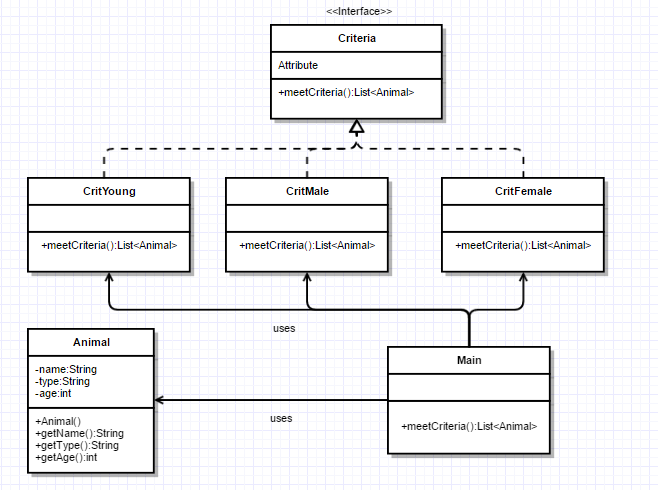 <<Interface>>
Criteria
Attribute
+meetCriteria():List<Animal>
CritYoung
+meetCriteria():List<Animal>
CritMale
+meetCriteria():List<Animal>
CritFemale
+meetCriteria():List<Animal>
uses
Animal
-name:String
-type:String
-age:int
+Animal()
+getName():String
+getType():String
+getAge():int
uses
Main
+meetCriteria():List<Animal>